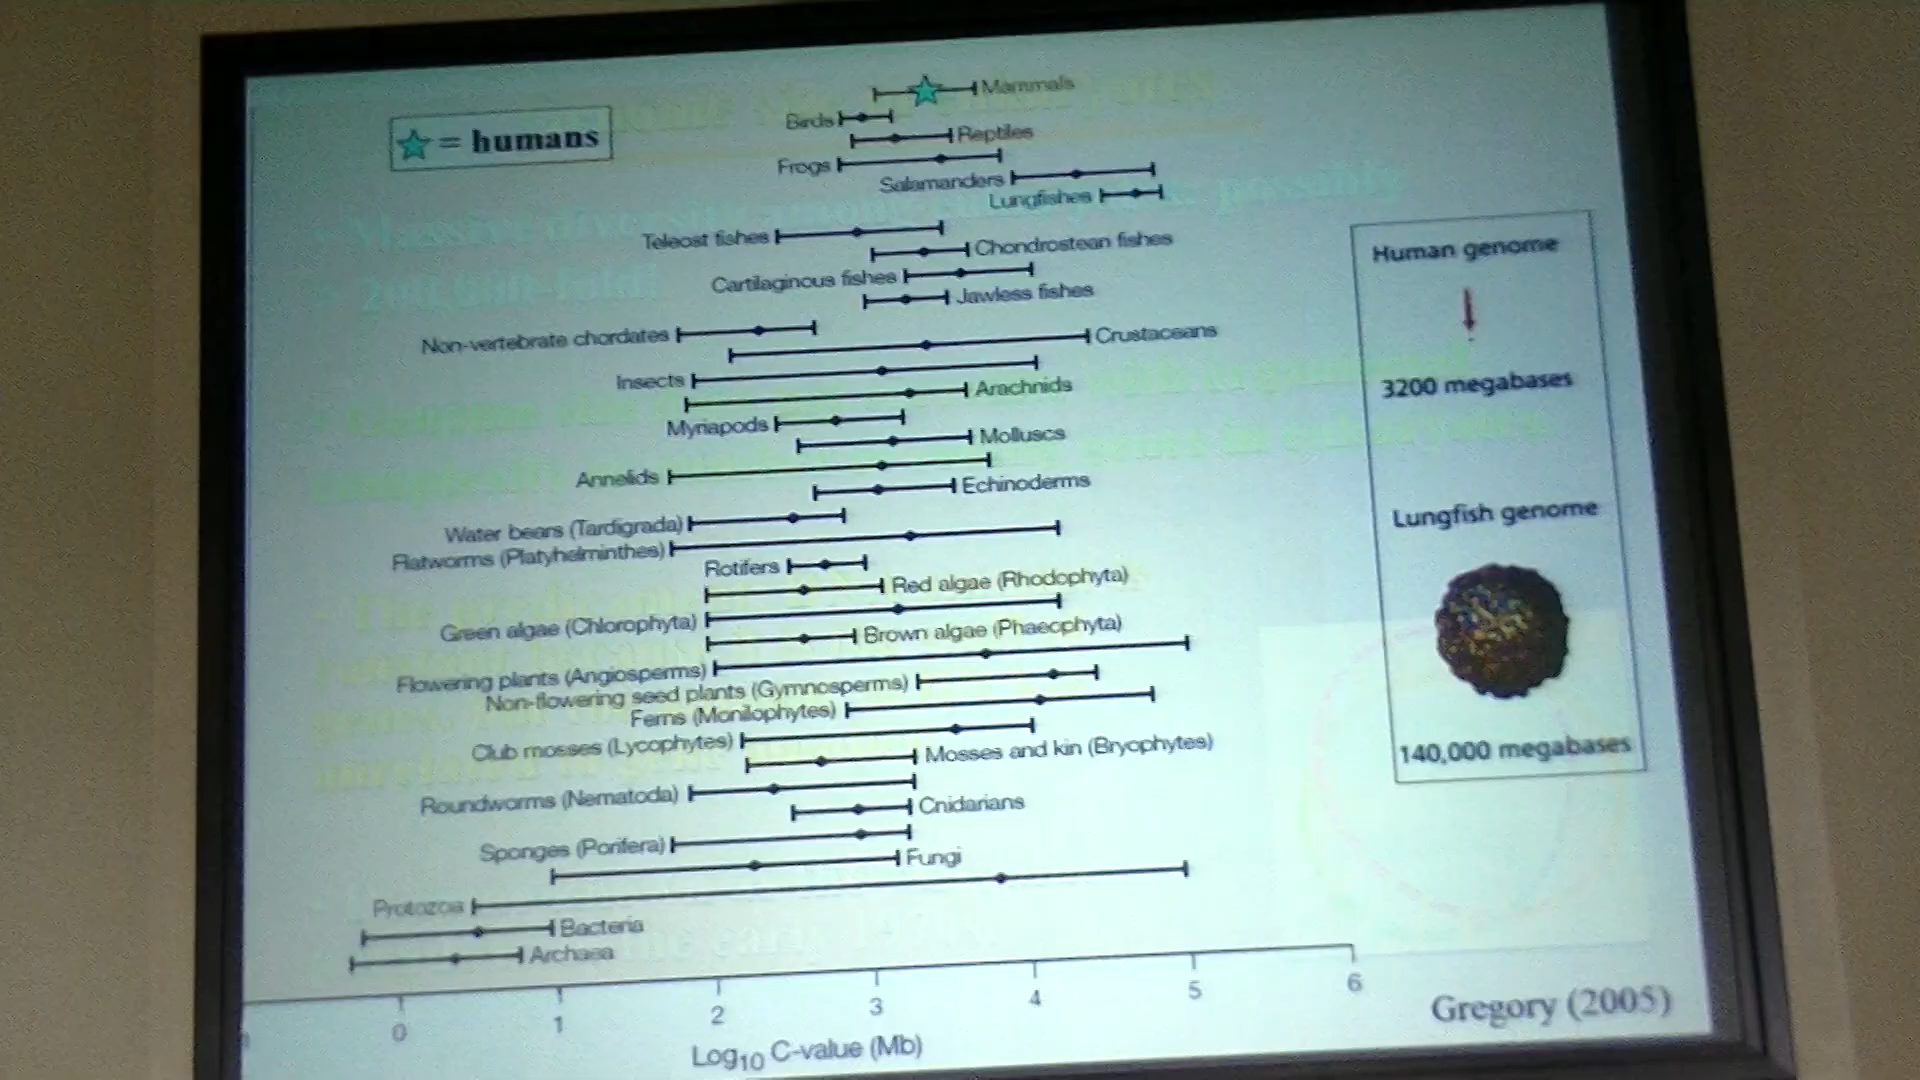 Mammals
= humans
Birds
Reptiles
Frogs
Salamanders
Lungfishes
Teleost fishes
Chondrostean fishes
Cartilaginous fishes
Jawless fishes
Non-vertebrate chordates
Crustaceans
Insects
Arachnids
Myriapods
Molluscs
Annelids
Echinoderms
Water bears (Tardigrada)
Flatworms (Platyhelminthes)
Rotifers
Red algae (Rhodophyta)
Green algae (Chlorophyta)
Brown algae (Phaeophyta)
Flowering plants (Angiosperms)
Non-flowering seed plants (Gymnosperms)
Ferns (Monilophytes)
Club mosses (Lycophytes)
Mosses and kin (Bryophytes)
Roundworms (Nematoda)
Cnidarians
Sponges (Porifera)
Fungi
Protozoa
Bacteria
Archaea
0 1 2 3 4 5 6
Log10 C-value (Mb)
Human genome
3200 megabases
Lungfish genome
140,000 megabases
Gregory (2005)